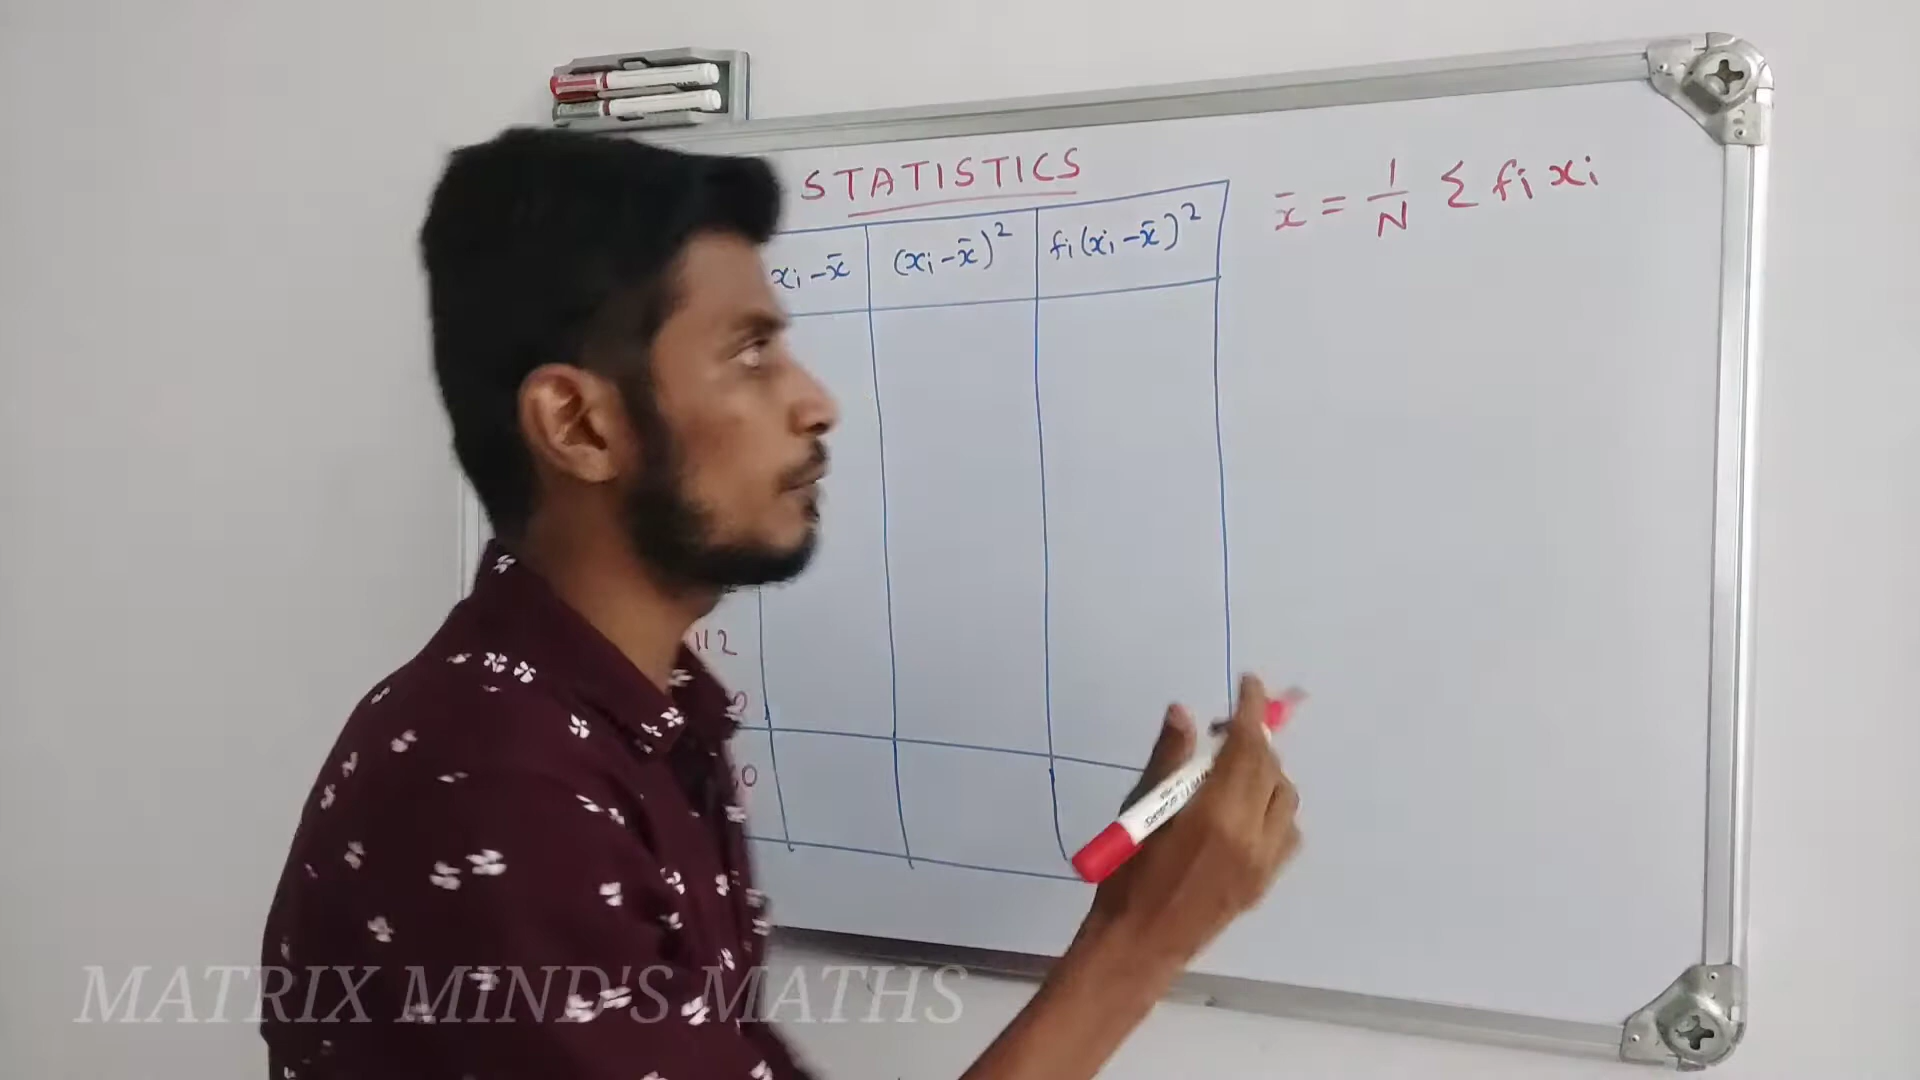 STATISTICS
x̄ = 1/N Σ fi xi
xi - x̄
(xi - x̄)²
fi(xi - x̄)²
112
MATRIX MIND'S MATHS